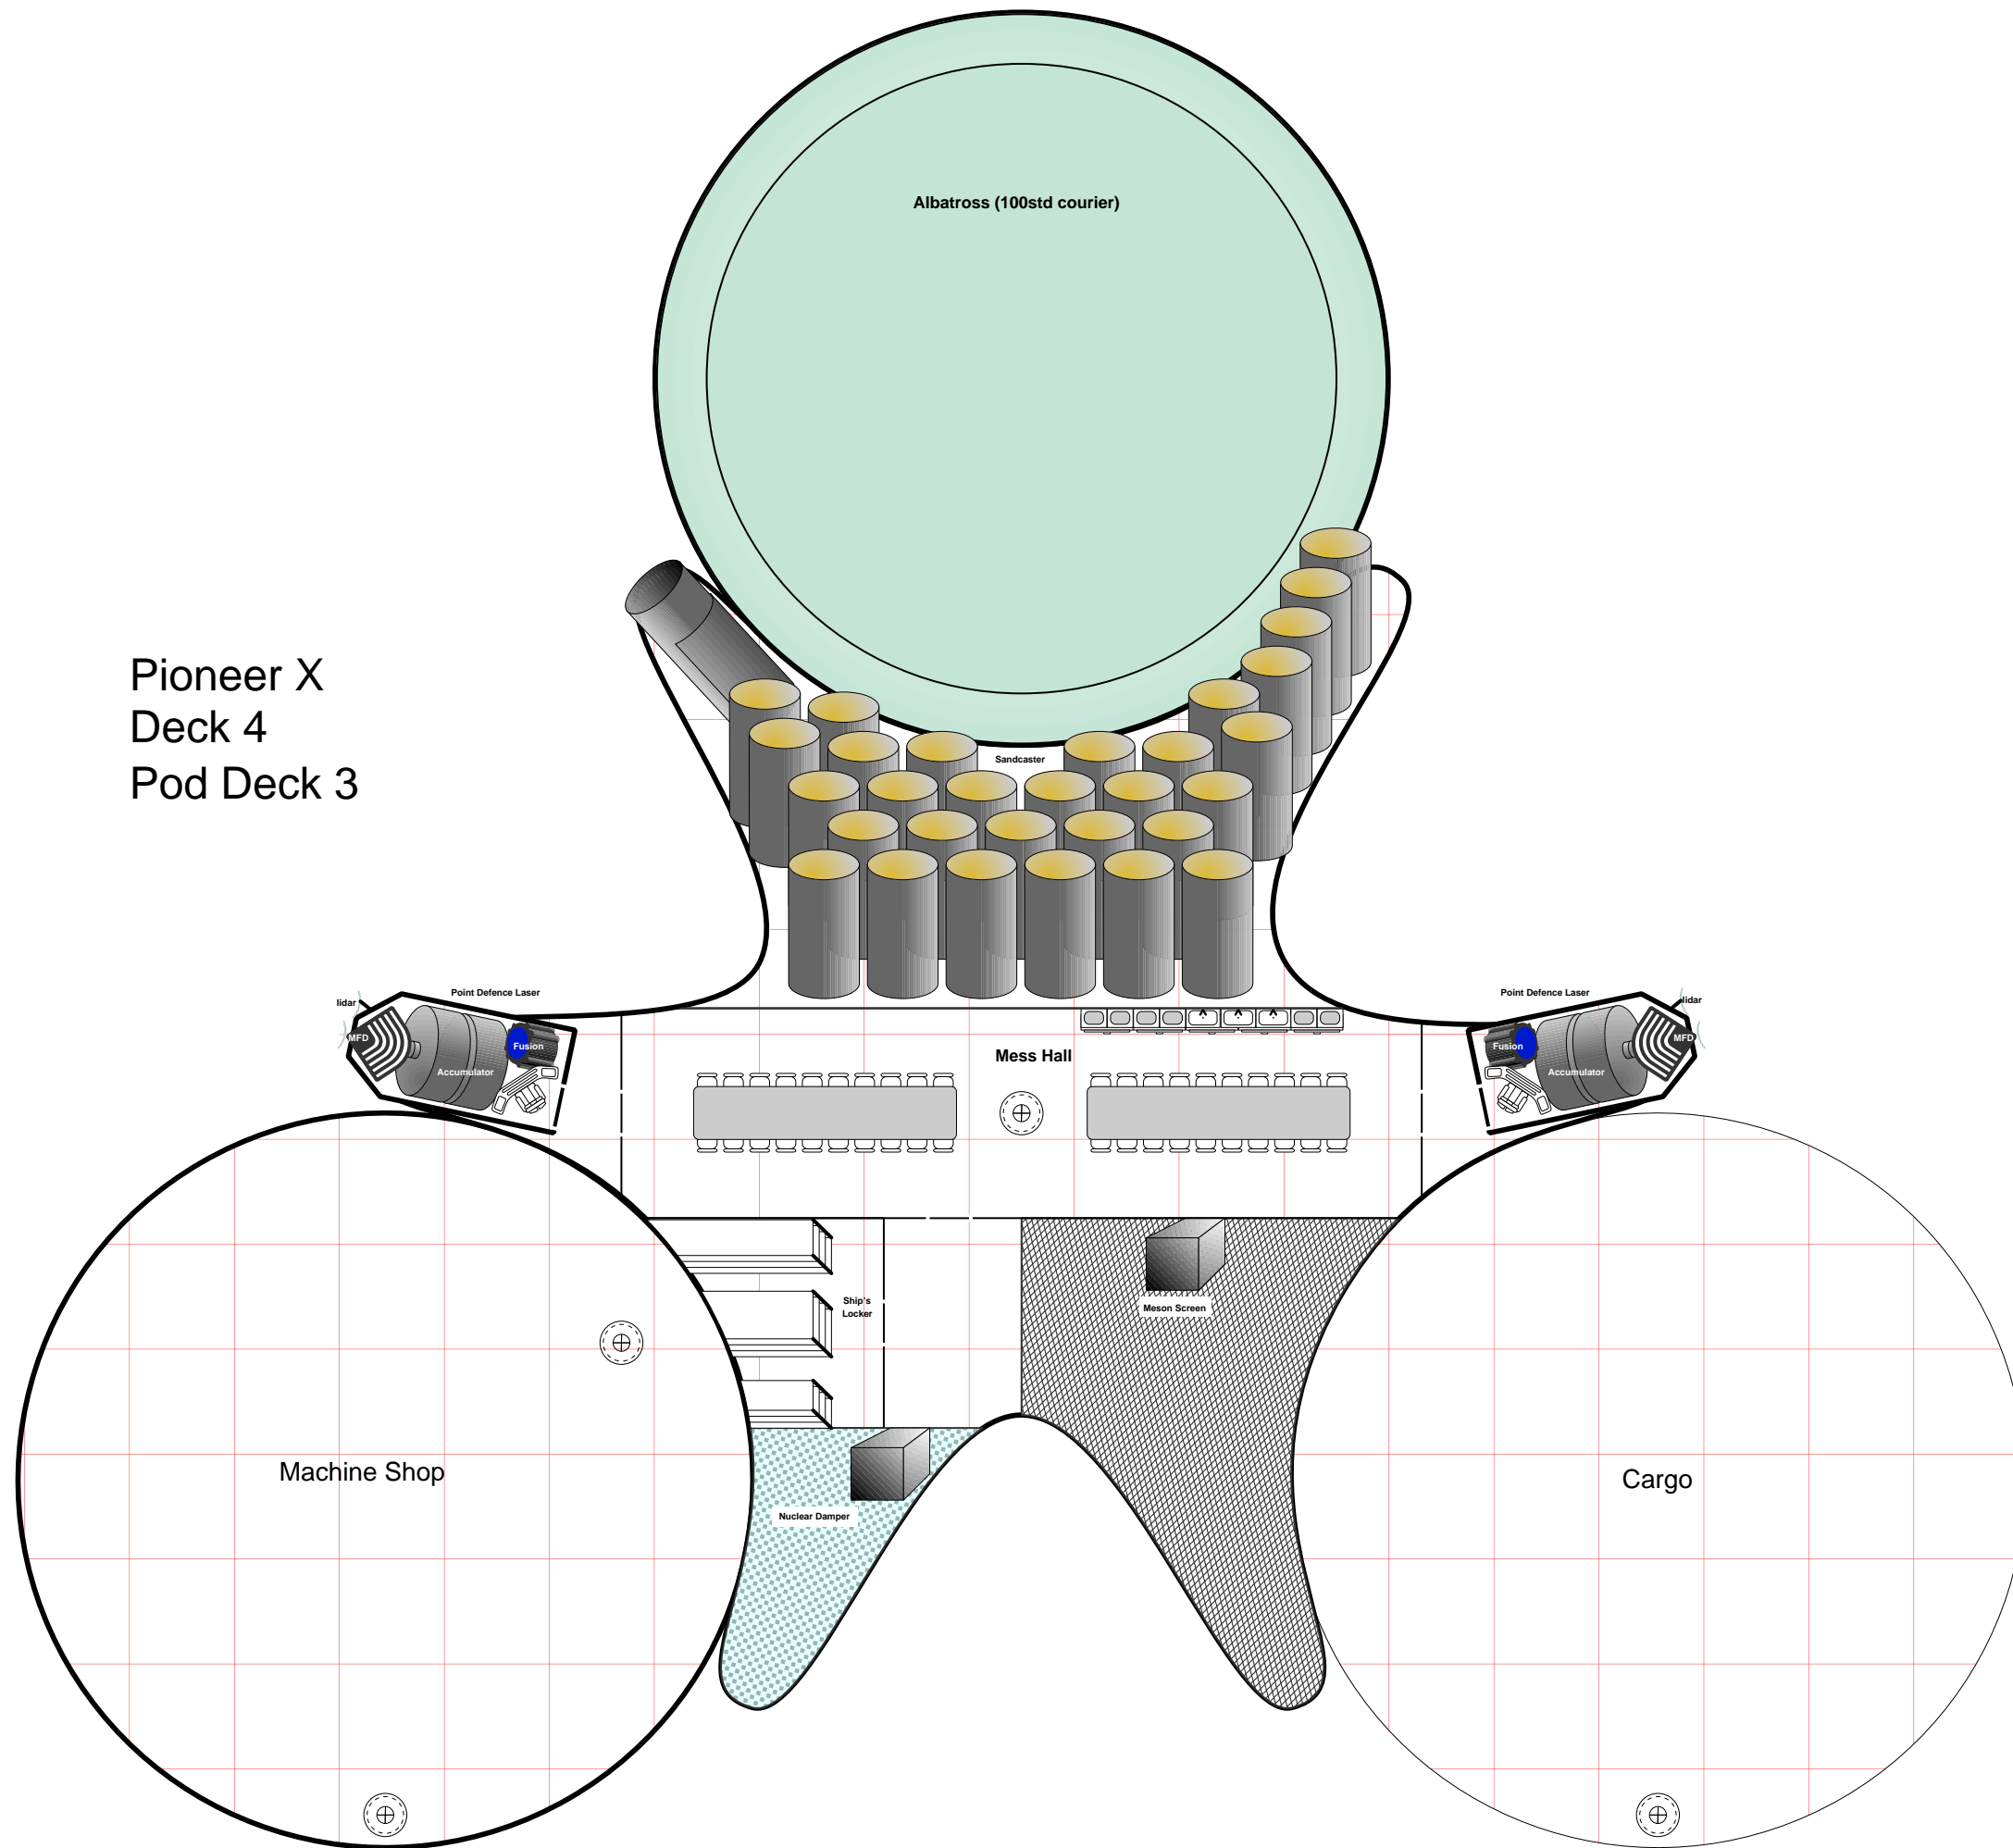 Albatross (100std courier)
Pioneer X
Deck 4
Pod Deck 3
Sandcaster
Point Defence Laser
lidar
MFD
Fusion
Accumulator
Mess Hall
Point Defence Laser
lidar
MFD
Fusion
Accumulator
Ship's
Locker
Meson Screen
Machine Shop
Cargo
Nuclear Damper